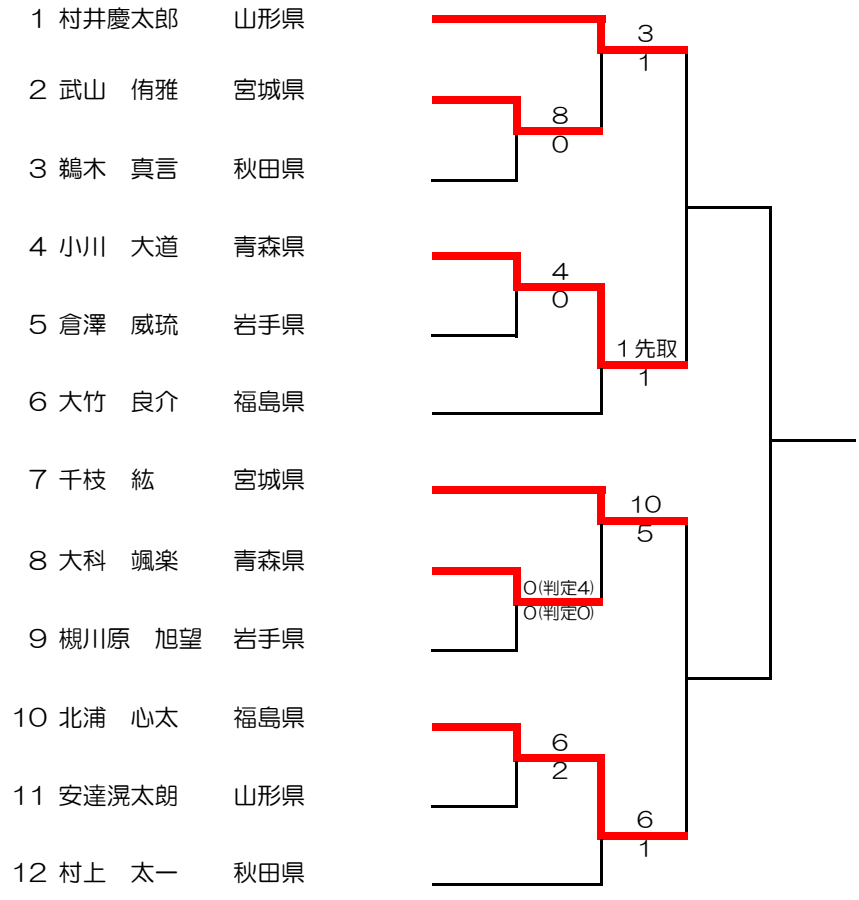 1 村井慶太郎 山形県
3
1
2 武山 侑雅 宮城県
8
0
3 鵜木 真言 秋田県
4 小川 大道 青森県
4
0
5 倉澤 威琉 岩手県
1先取
1
6 大竹 良介 福島県
7 千枝 紘 宮城県
10
5
8 大科 颯楽 青森県
0(判定4)
0(判定0)
9 槻川原 旭望 岩手県
10 北浦 心太 福島県
6
2
11 安達滉太朗 山形県
6
1
12 村上 太一 秋田県